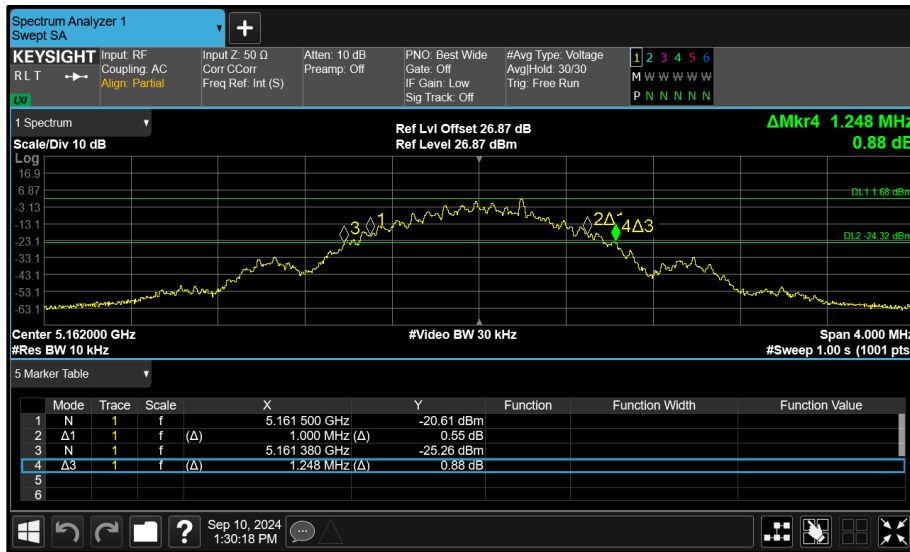 Spectrum Analyzer 1
Swept SA
+
KEYSIGHT Input: RF Input Z: 50 Ω Atten: 10 dB PNO: Best Wide #Avg Type: Voltage 1 2 3 4 5 6
RLT Coupling: AC Corr CCorr Preamp: Off Gate: Off Avg|Hold: 30/30 M W W W W W
Align: Partial Freq Ref: Int (S) IF Gain: Low Trig: Free Run P N N N N N
LXI Sig Track: Off
1 Spectrum Ref Lvl Offset 26.87 dB ΔMkr4 1.248 MHz
Scale/Div 10 dB Ref Level 26.87 dBm 0.88 dB
Log
16.9
6.87
DL1 1.68 dBm
-3.13
-13.1
3 1 2Δ1 4Δ3
-23.1
DL2 -24.32 dBm
-33.1
-43.1
-53.1
-63.1
Center 5.162000 GHz #Video BW 30 kHz Span 4.000 MHz
#Res BW 10 kHz #Sweep 1.00 s (1001 pts)
5 Marker Table
Mode Trace Scale X Y Function Function Width Function Value
1 N 1 f 5.161 500 GHz -20.61 dBm
2 Δ1 1 f (Δ) 1.000 MHz (Δ) 0.55 dB
3 N 1 f 5.161 380 GHz -25.26 dBm
4 Δ3 1 f (Δ) 1.248 MHz (Δ) 0.88 dB
5
6
? Sep 10, 2024
1:30:18 PM